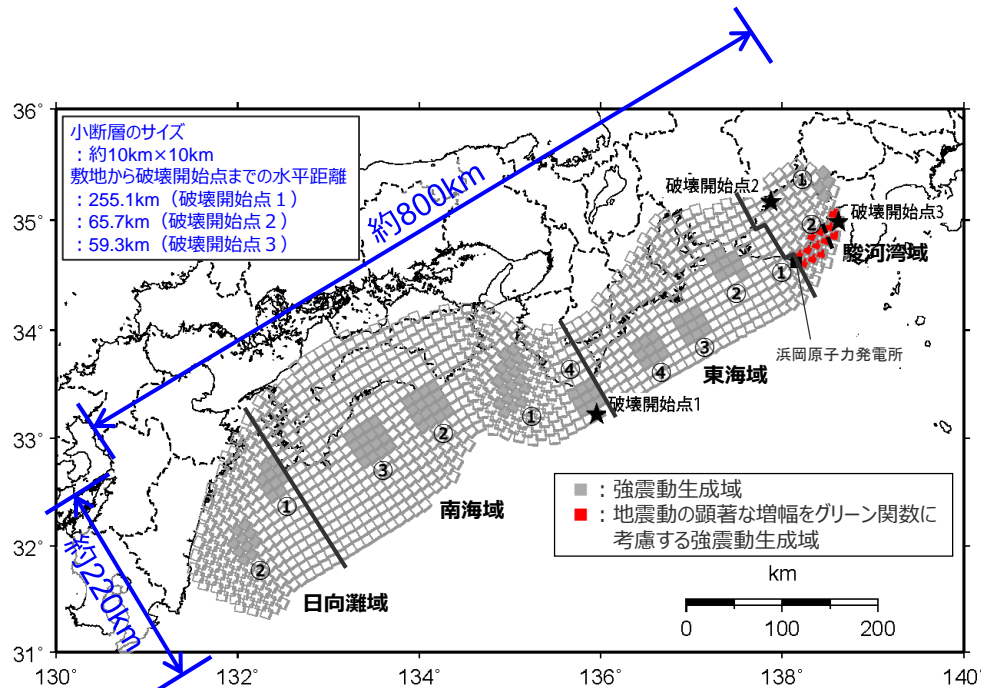 小断層のサイズ
：約10km×10km
敷地から破壊開始点までの水平距離
：255.1km（破壊開始点１）
：65.7km（破壊開始点２）
：59.3km（破壊開始点３）
約800km
約220km
36°
35°
34°
33°
32°
31°
130°
132°
134°
136°
138°
140°
破壊開始点2
①
破壊開始点3
②
駿河湾域
①
②
浜岡原子力発電所
③
④
東海域
④
破壊開始点1
①
②
③
南海域
①
②
日向灘域
：強震動生成域
：地震動の顕著な増幅をグリーン関数に
考慮する強震動生成域
km
0 100 200